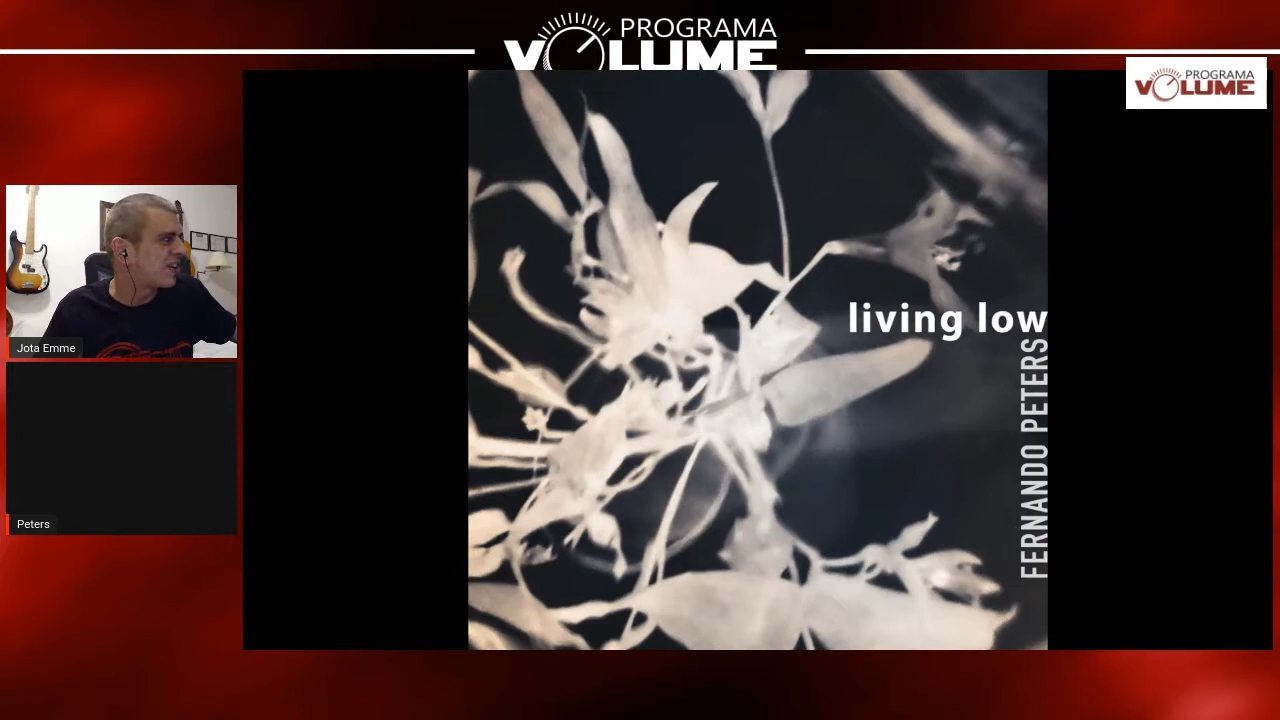 PROGRAMA
VOLUME
PROGRAMA
VOLUME
living low
FERNANDO PETERS
Jota Emme
Peters